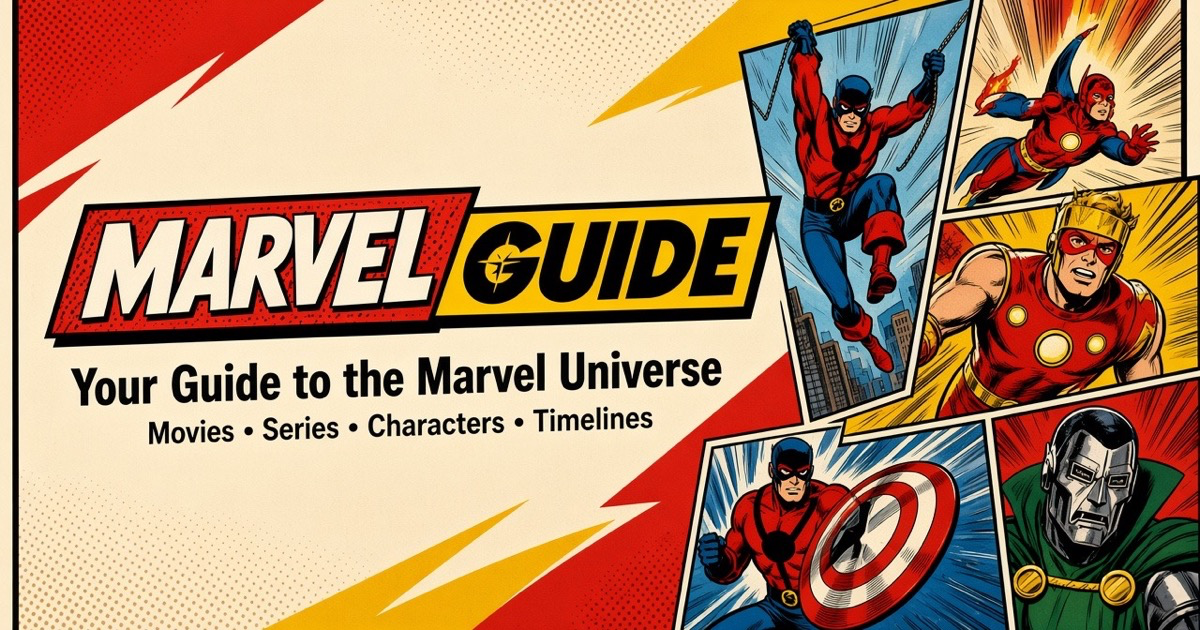 MARVEL GUIDE
Your Guide to the Marvel Universe
Movies • Series • Characters • Timelines